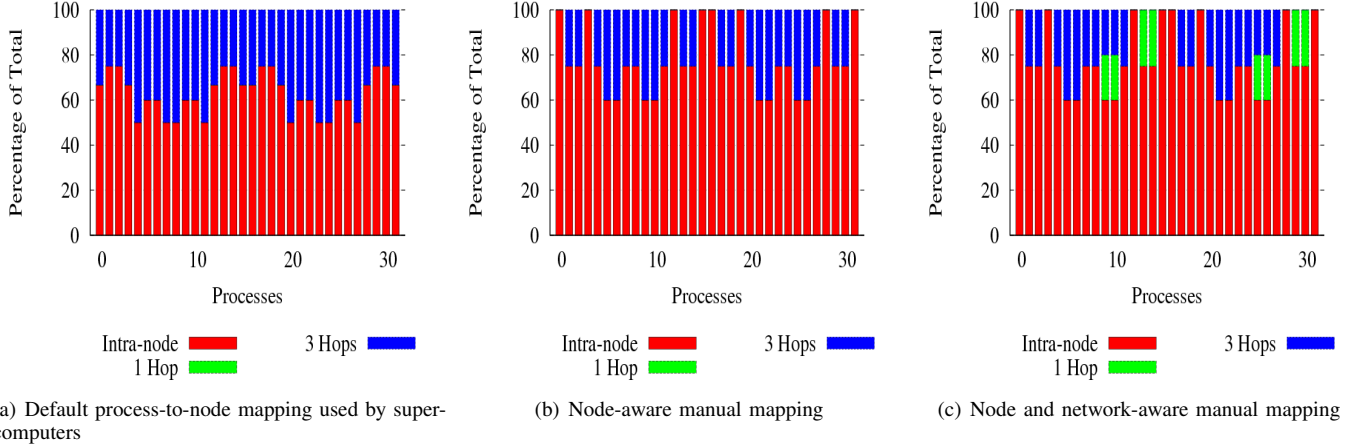 100
80
60
40
20
0
Percentage of Total
0 10 20 30
Processes
Intra-node 3 Hops
1 Hop
a) Default process-to-node mapping used by super-
computers
100
80
60
40
20
0
Percentage of Total
0 10 20 30
Processes
Intra-node 3 Hops
1 Hop
(b) Node-aware manual mapping
100
80
60
40
20
0
Percentage of Total
0 10 20 30
Processes
Intra-node 3 Hops
1 Hop
(c) Node and network-aware manual mapping